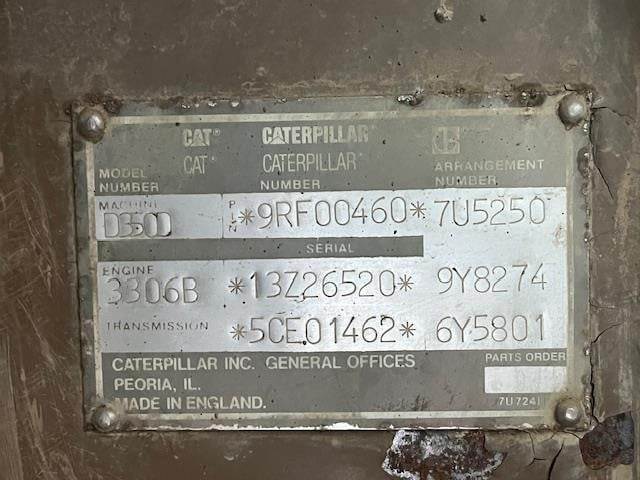 CAT® CATERPILLAR®
CAT® CATERPILLAR®
MODEL NUMBER ARRANGEMENT NUMBER
MACHINE D350D PIN *9RF00460* 7U5250
SERIAL
ENGINE 3306B *13Z26520* 9Y8274
TRANSMISSION *5CE01462* 6Y5801
CATERPILLAR INC. GENERAL OFFICES PARTS ORDER
PEORIA, IL.
MADE IN ENGLAND. 7U7241